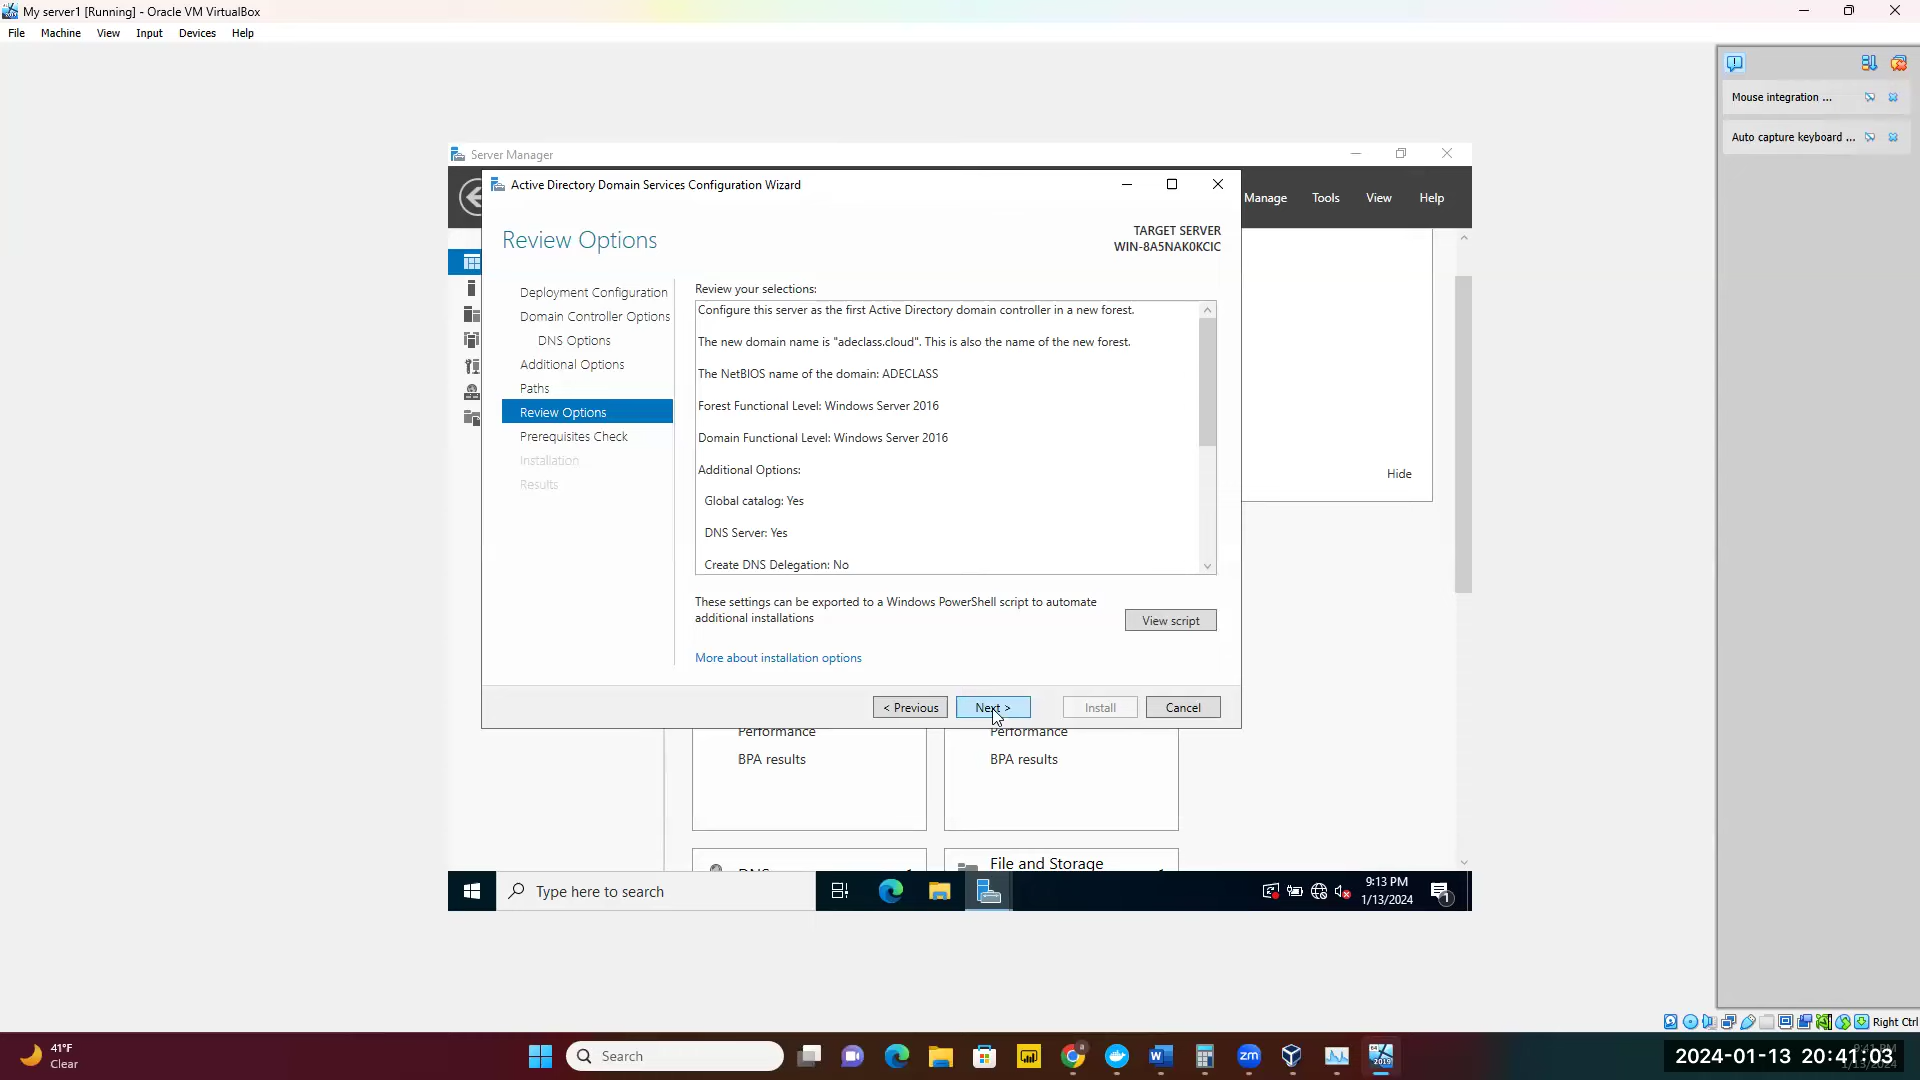 My server1 [Running] - Oracle VM VirtualBox
File Machine View Input Devices Help
Mouse integration ...
Auto capture keyboard ...
Server Manager
Manage Tools View Help
Active Directory Domain Services Configuration Wizard
Review Options
TARGET SERVER
WIN-8A5NAK0KCIC
Deployment Configuration
Domain Controller Options
DNS Options
Additional Options
Paths
Review Options
Prerequisites Check
Installation
Results
Review your selections:
Configure this server as the first Active Directory domain controller in a new forest.
The new domain name is "adeclass.cloud". This is also the name of the new forest.
The NetBIOS name of the domain: ADECLASS
Forest Functional Level: Windows Server 2016
Domain Functional Level: Windows Server 2016
Additional Options:
Global catalog: Yes
DNS Server: Yes
Create DNS Delegation: No
These settings can be exported to a Windows PowerShell script to automate
additional installations
View script
More about installation options
< Previous Next > Install Cancel
Hide
Performance Performance
BPA results BPA results
DNS File and Storage
Type here to search
9:13 PM
1/13/2024
1
Right Ctrl
41°F
Clear
Search
zm
2019
2024-01-13 20:41:03